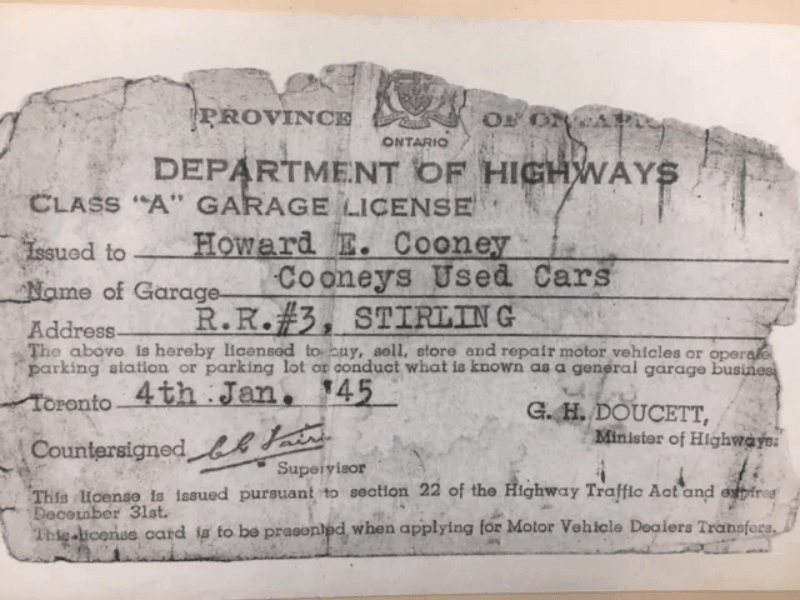 PROVINCE OF ONTARIO
ONTARIO
DEPARTMENT OF HIGHWAYS
CLASS "A" GARAGE LICENSE
Issued to Howard E. Cooney
Name of Garage Cooneys Used Cars
Address R.R.#3, STIRLING
The above is hereby licensed to buy, sell, store and repair motor vehicles or operate
parking station or parking lot or conduct what is known as a general garage business
Toronto 4th Jan. '45
G. H. DOUCETT,
Minister of Highways.
Countersigned
Supervisor
This license is issued pursuant to section 22 of the Highway Traffic Act and expires
December 31st.
This license card is to be presented when applying for Motor Vehicle Dealers Transfers.